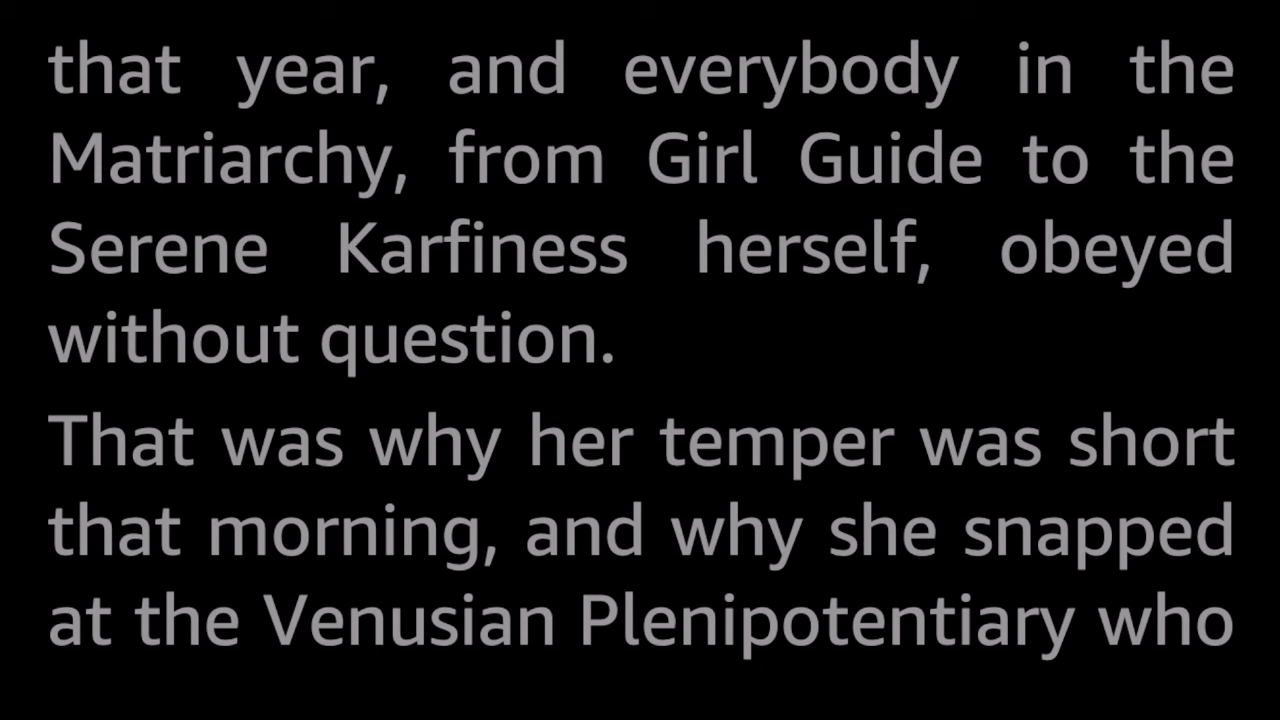 that year, and everybody in the
Matriarchy, from Girl Guide to the
Serene Karfiness herself, obeyed
without question.
That was why her temper was short
that morning, and why she snapped
at the Venusian Plenipotentiary who